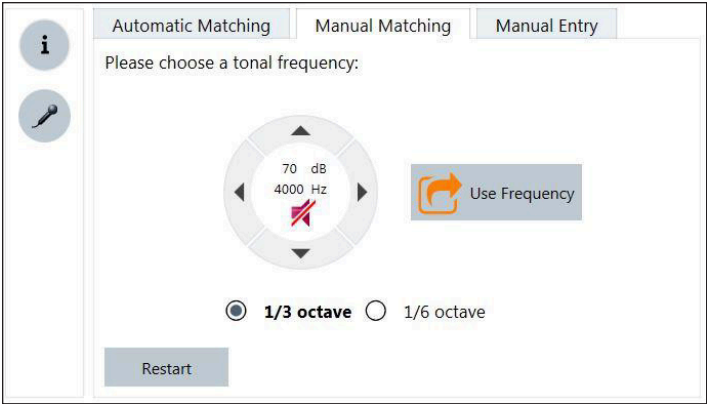 i
Automatic Matching
Manual Matching
Manual Entry
Please choose a tonal frequency:
70 dB
4000 Hz
Use Frequency
1/3 octave
1/6 octave
Restart